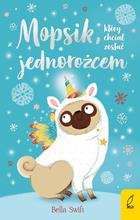 Mopsik,
który
chciał
zostać
jednorożcem
Bella Swift